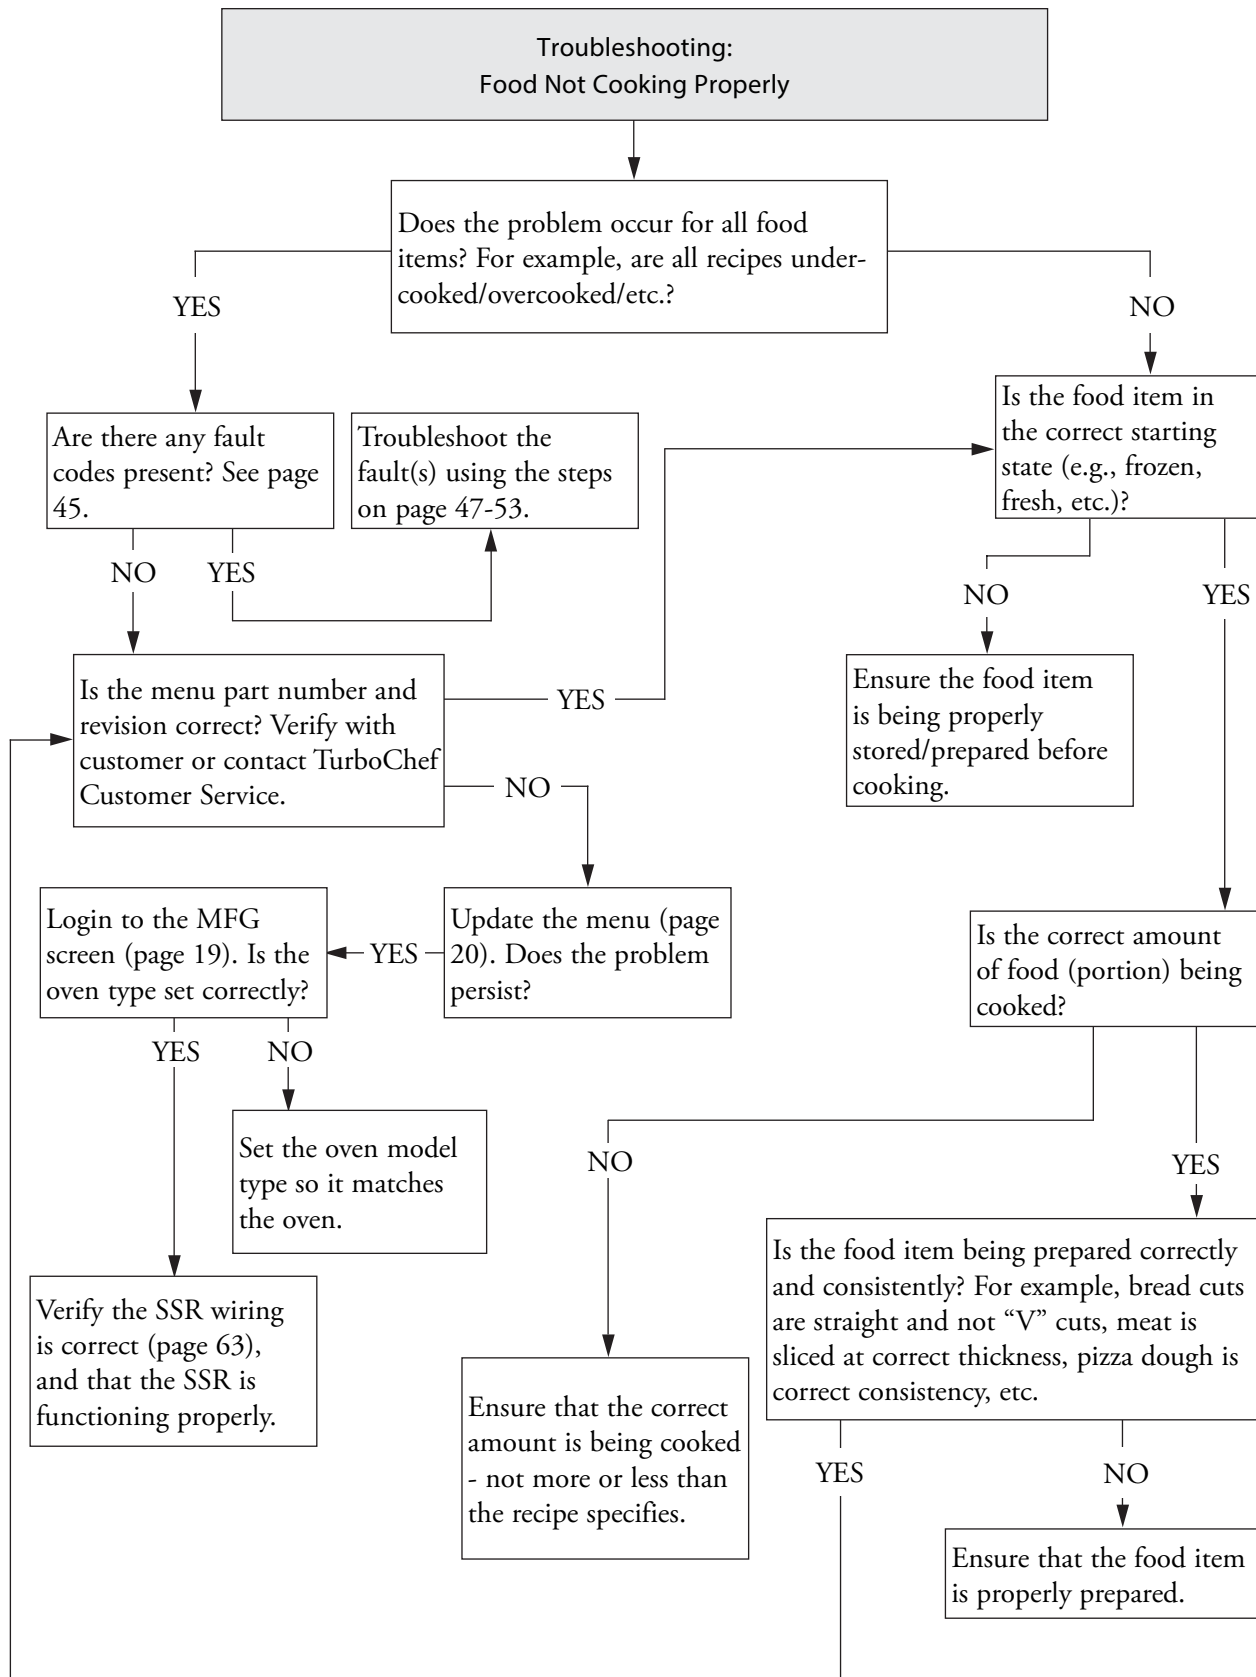 Troubleshooting:
Food Not Cooking Properly
Does the problem occur for all food
items? For example, are all recipes under-
cooked/overcooked/etc.?
YES
NO
Are there any fault
codes present? See page
45.
Troubleshoot the
fault(s) using the steps
on page 47-53.
Is the food item in
the correct starting
state (e.g., frozen,
fresh, etc.)?
NO
YES
NO
YES
Is the menu part number and
revision correct? Verify with
customer or contact TurboChef
Customer Service.
YES
NO
Ensure the food item
is being properly
stored/prepared before
cooking.
Login to the MFG
screen (page 19). Is the
oven type set correctly?
YES
Update the menu (page
20). Does the problem
persist?
Is the correct amount
of food (portion) being
cooked?
YES
NO
Set the oven model
type so it matches
the oven.
NO
YES
Verify the SSR wiring
is correct (page 63),
and that the SSR is
functioning properly.
Is the food item being prepared correctly
and consistently? For example, bread cuts
are straight and not “V” cuts, meat is
sliced at correct thickness, pizza dough is
correct consistency, etc.
Ensure that the correct
amount is being cooked
- not more or less than
the recipe specifies.
YES
NO
Ensure that the food item
is properly prepared.